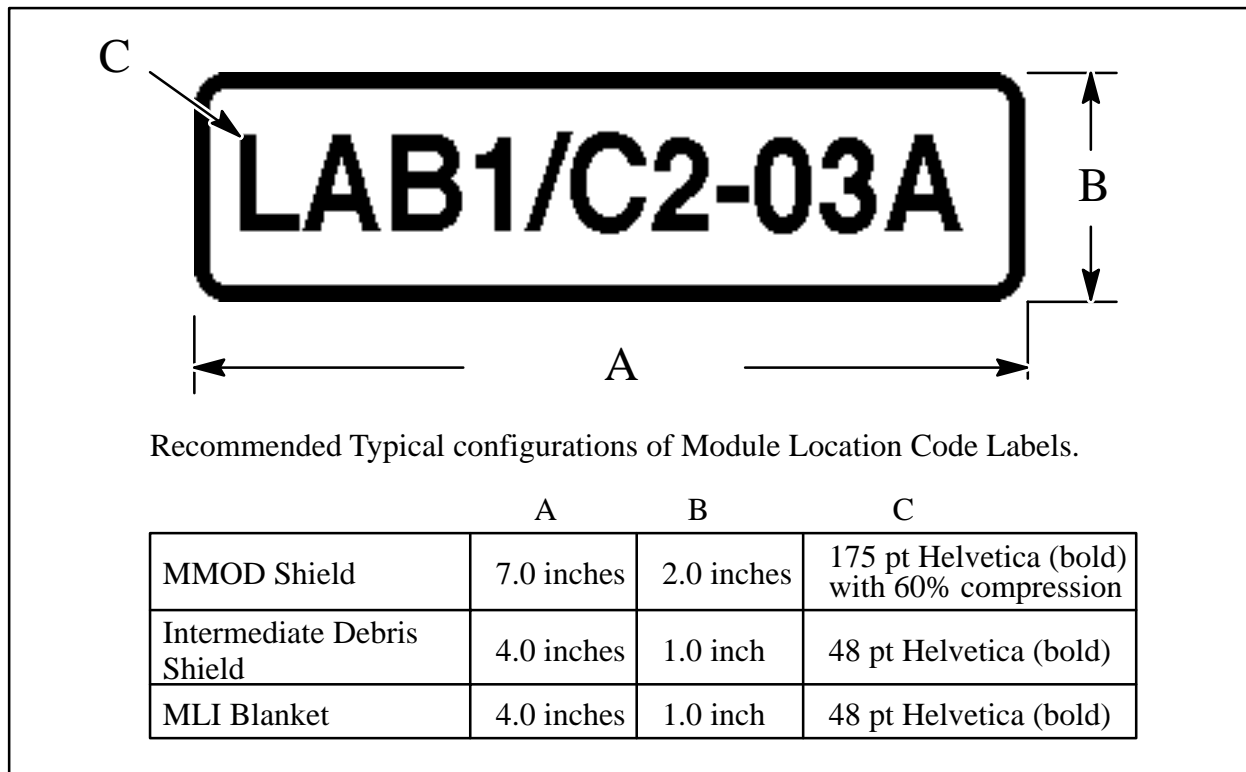 C
LAB1/C2-03A
B
A
Recommended Typical configurations of Module Location Code Labels.
A B C
MMOD Shield 7.0 inches 2.0 inches 175 pt Helvetica (bold)
with 60% compression
Intermediate Debris
Shield 4.0 inches 1.0 inch 48 pt Helvetica (bold)
MLI Blanket 4.0 inches 1.0 inch 48 pt Helvetica (bold)